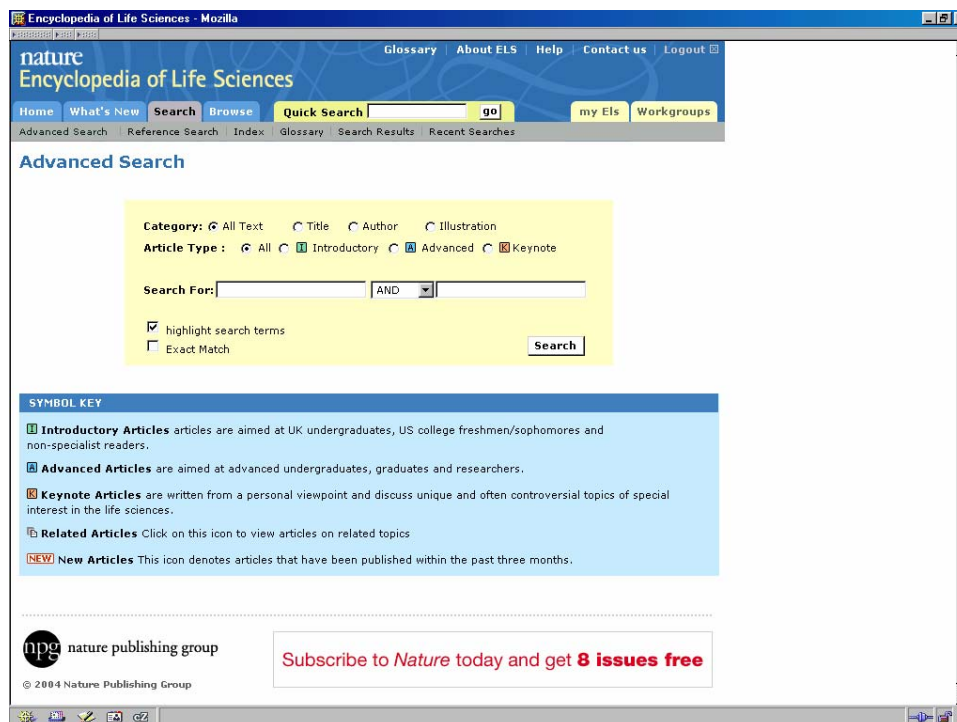 Encyclopedia of Life Sciences - Mozilla
Glossary | About ELS | Help | Contact us | Logout
nature
Encyclopedia of Life Sciences
Home What's New Search Browse Quick Search go my Els Workgroups
Advanced Search | Reference Search | Index | Glossary | Search Results | Recent Searches
Advanced Search
Category: All Text Title Author Illustration
Article Type : All I Introductory A Advanced K Keynote
Search For: AND
highlight search terms
Exact Match
Search
SYMBOL KEY
I Introductory Articles articles are aimed at UK undergraduates, US college freshmen/sophomores and
non-specialist readers.
A Advanced Articles are aimed at advanced undergraduates, graduates and researchers.
K Keynote Articles are written from a personal viewpoint and discuss unique and often controversial topics of special
interest in the life sciences.
Related Articles Click on this icon to view articles on related topics
NEW New Articles This icon denotes articles that have been published within the past three months.
npg nature publishing group
Subscribe to Nature today and get 8 issues free
© 2004 Nature Publishing Group